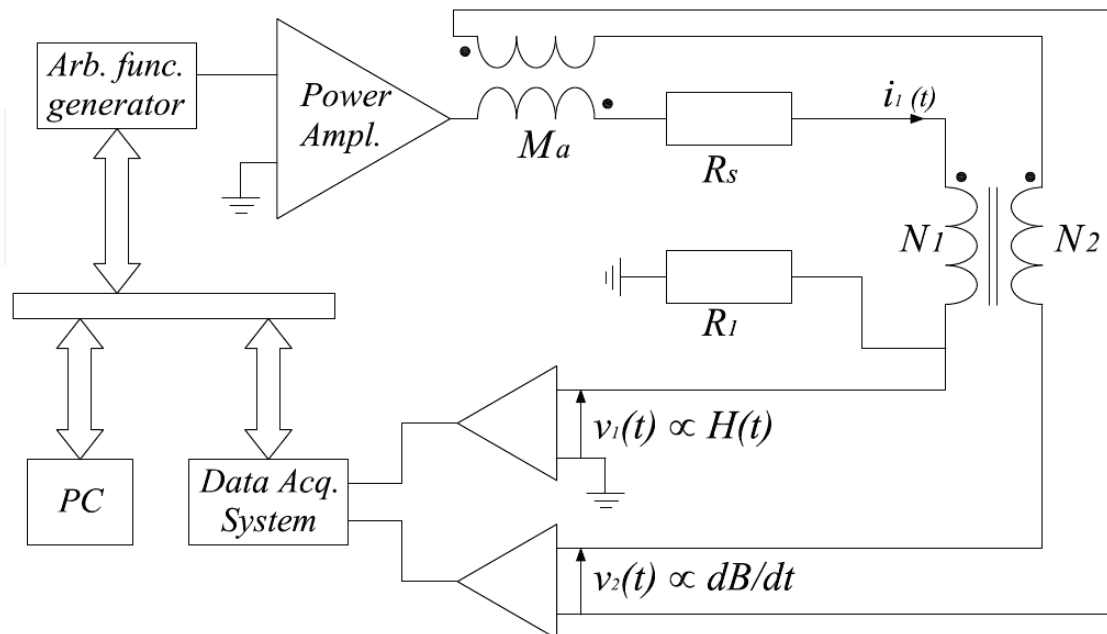 Arb. func.
generator
Power
Ampl.
Ma
Rs
i1 (t)
N1
N2
R1
v1(t) ∝ H(t)
PC
Data Acq.
System
v2(t) ∝ dB/dt